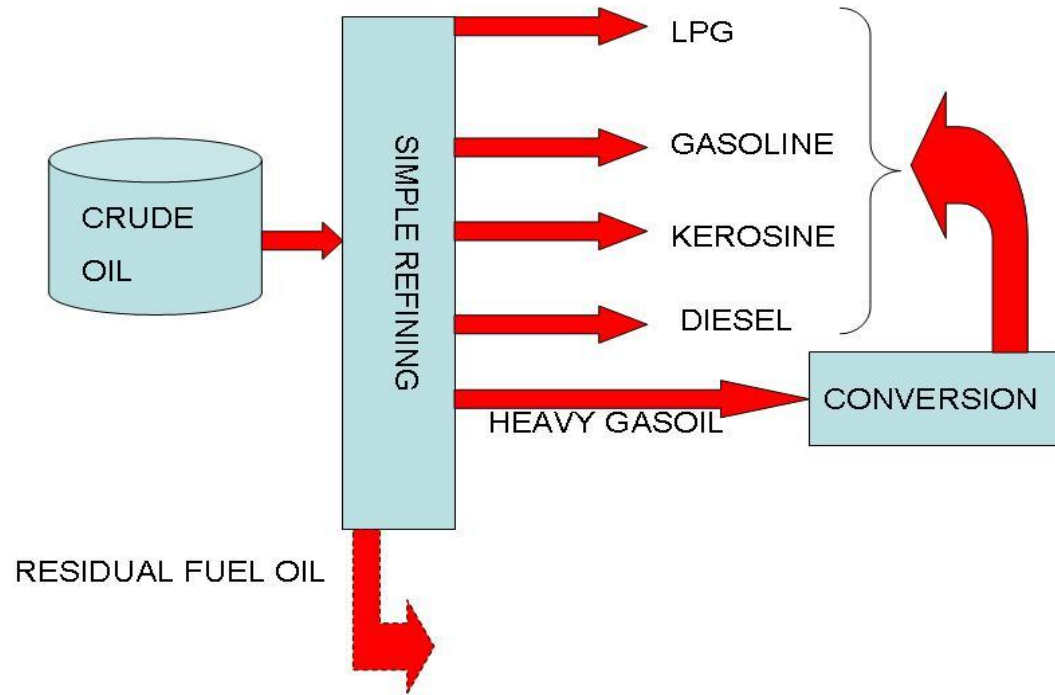 LPG
GASOLINE
KEROSINE
DIESEL
CRUDE
OIL
SIMPLE REFINING
HEAVY GASOIL
CONVERSION
RESIDUAL FUEL OIL